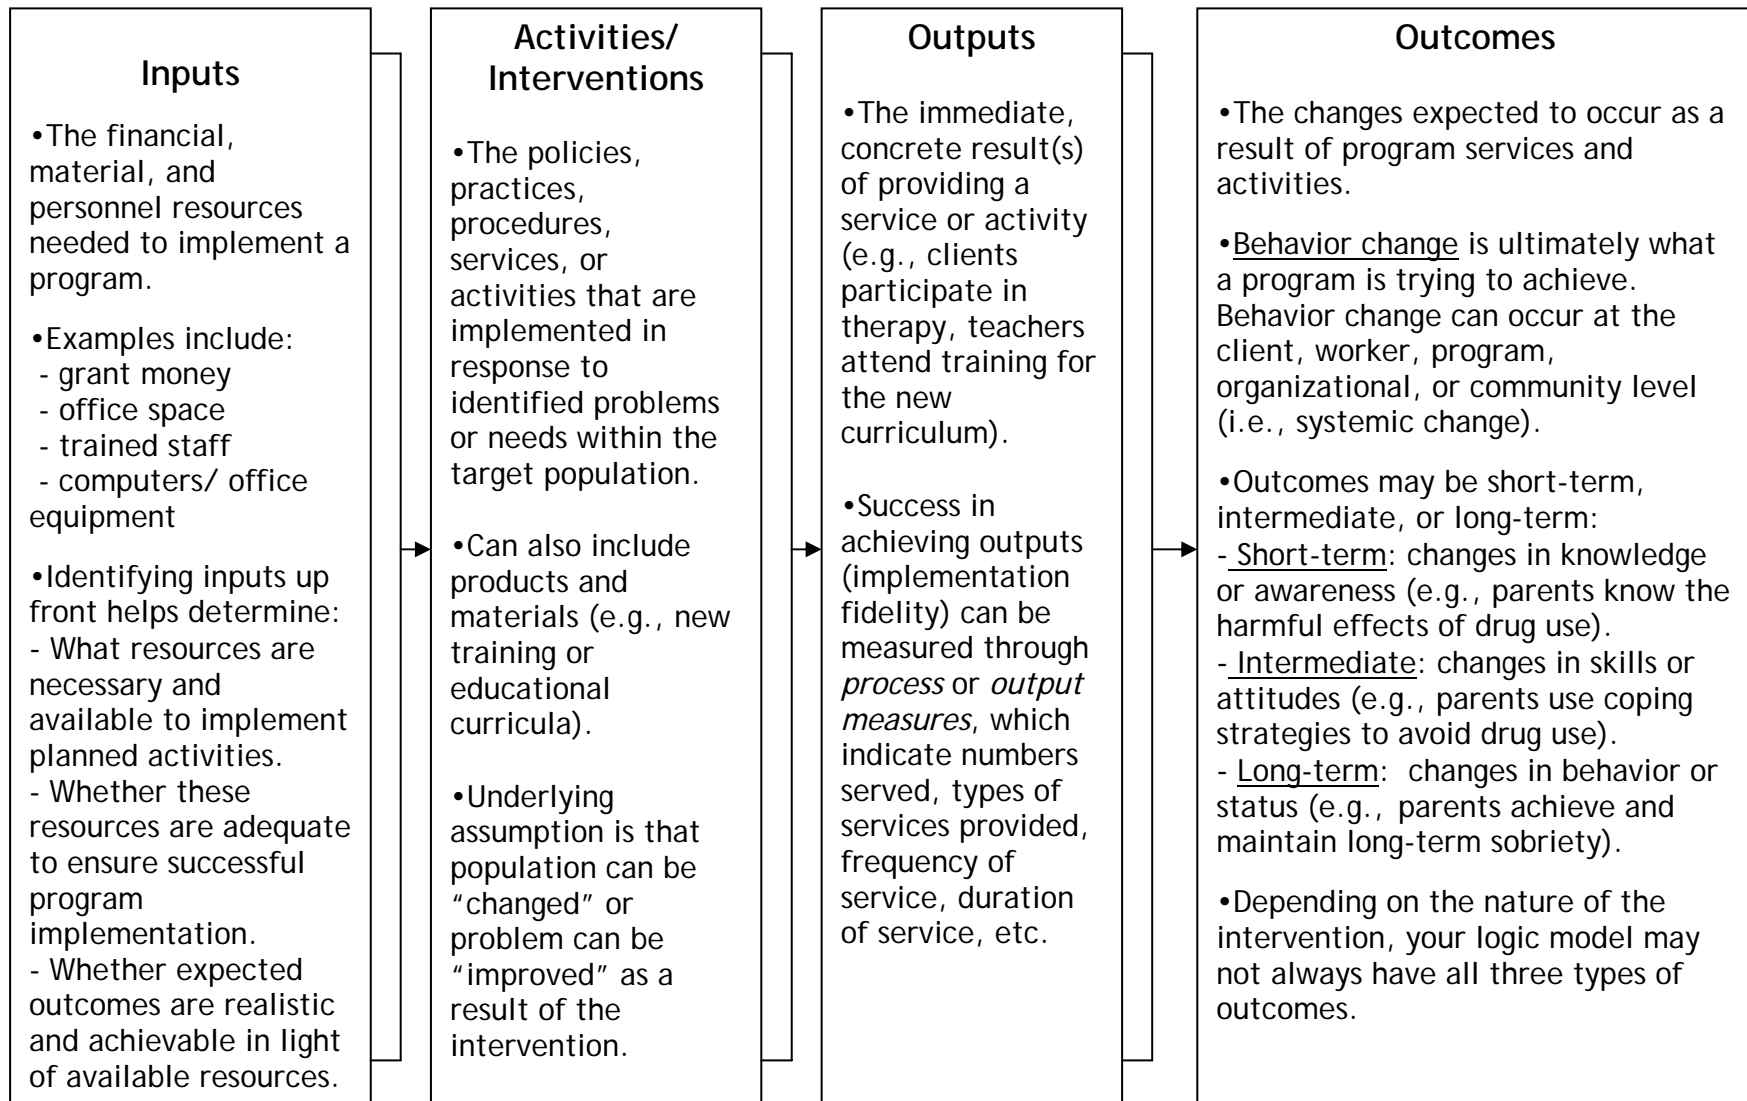 Inputs
•The financial,
material, and
personnel resources
needed to implement a
program.
•Examples include:
- grant money
- office space
- trained staff
- computers/ office
equipment
•Identifying inputs up
front helps determine:
- What resources are
necessary and
available to implement
planned activities.
- Whether these
resources are adequate
to ensure successful
program
implementation.
- Whether expected
outcomes are realistic
and achievable in light
of available resources.
Activities/
Interventions
•The policies,
practices,
procedures,
services, or
activities that are
implemented in
response to
identified problems
or needs within the
target population.
•Can also include
products and
materials (e.g., new
training or
educational
curricula).
•Underlying
assumption is that
population can be
“changed” or
problem can be
“improved” as a
result of the
intervention.
Outputs
•The immediate,
concrete result(s)
of providing a
service or activity
(e.g., clients
participate in
therapy, teachers
attend training for
the new
curriculum).
•Success in
achieving outputs
(implementation
fidelity) can be
measured through
process or output
measures, which
indicate numbers
served, types of
services provided,
frequency of
service, duration
of service, etc.
Outcomes
•The changes expected to occur as a
result of program services and
activities.
•Behavior change is ultimately what
a program is trying to achieve.
Behavior change can occur at the
client, worker, program,
organizational, or community level
(i.e., systemic change).
•Outcomes may be short-term,
intermediate, or long-term:
- Short-term: changes in knowledge
or awareness (e.g., parents know the
harmful effects of drug use).
- Intermediate: changes in skills or
attitudes (e.g., parents use coping
strategies to avoid drug use).
- Long-term:  changes in behavior or
status (e.g., parents achieve and
maintain long-term sobriety).
•Depending on the nature of the
intervention, your logic model may
not always have all three types of
outcomes.